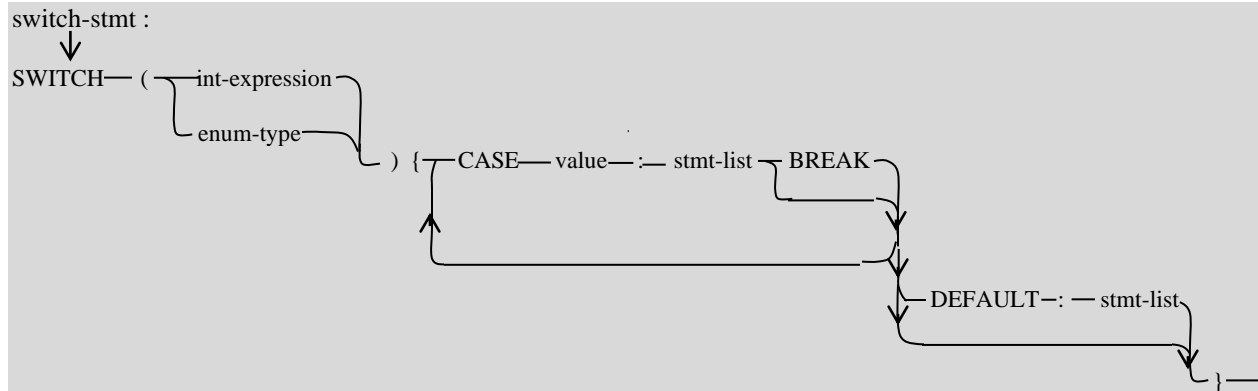 switch-stmt :
SWITCH ( int-expression
enum-type
) { CASE value : stmt-list BREAK
DEFAULT : stmt-list
}